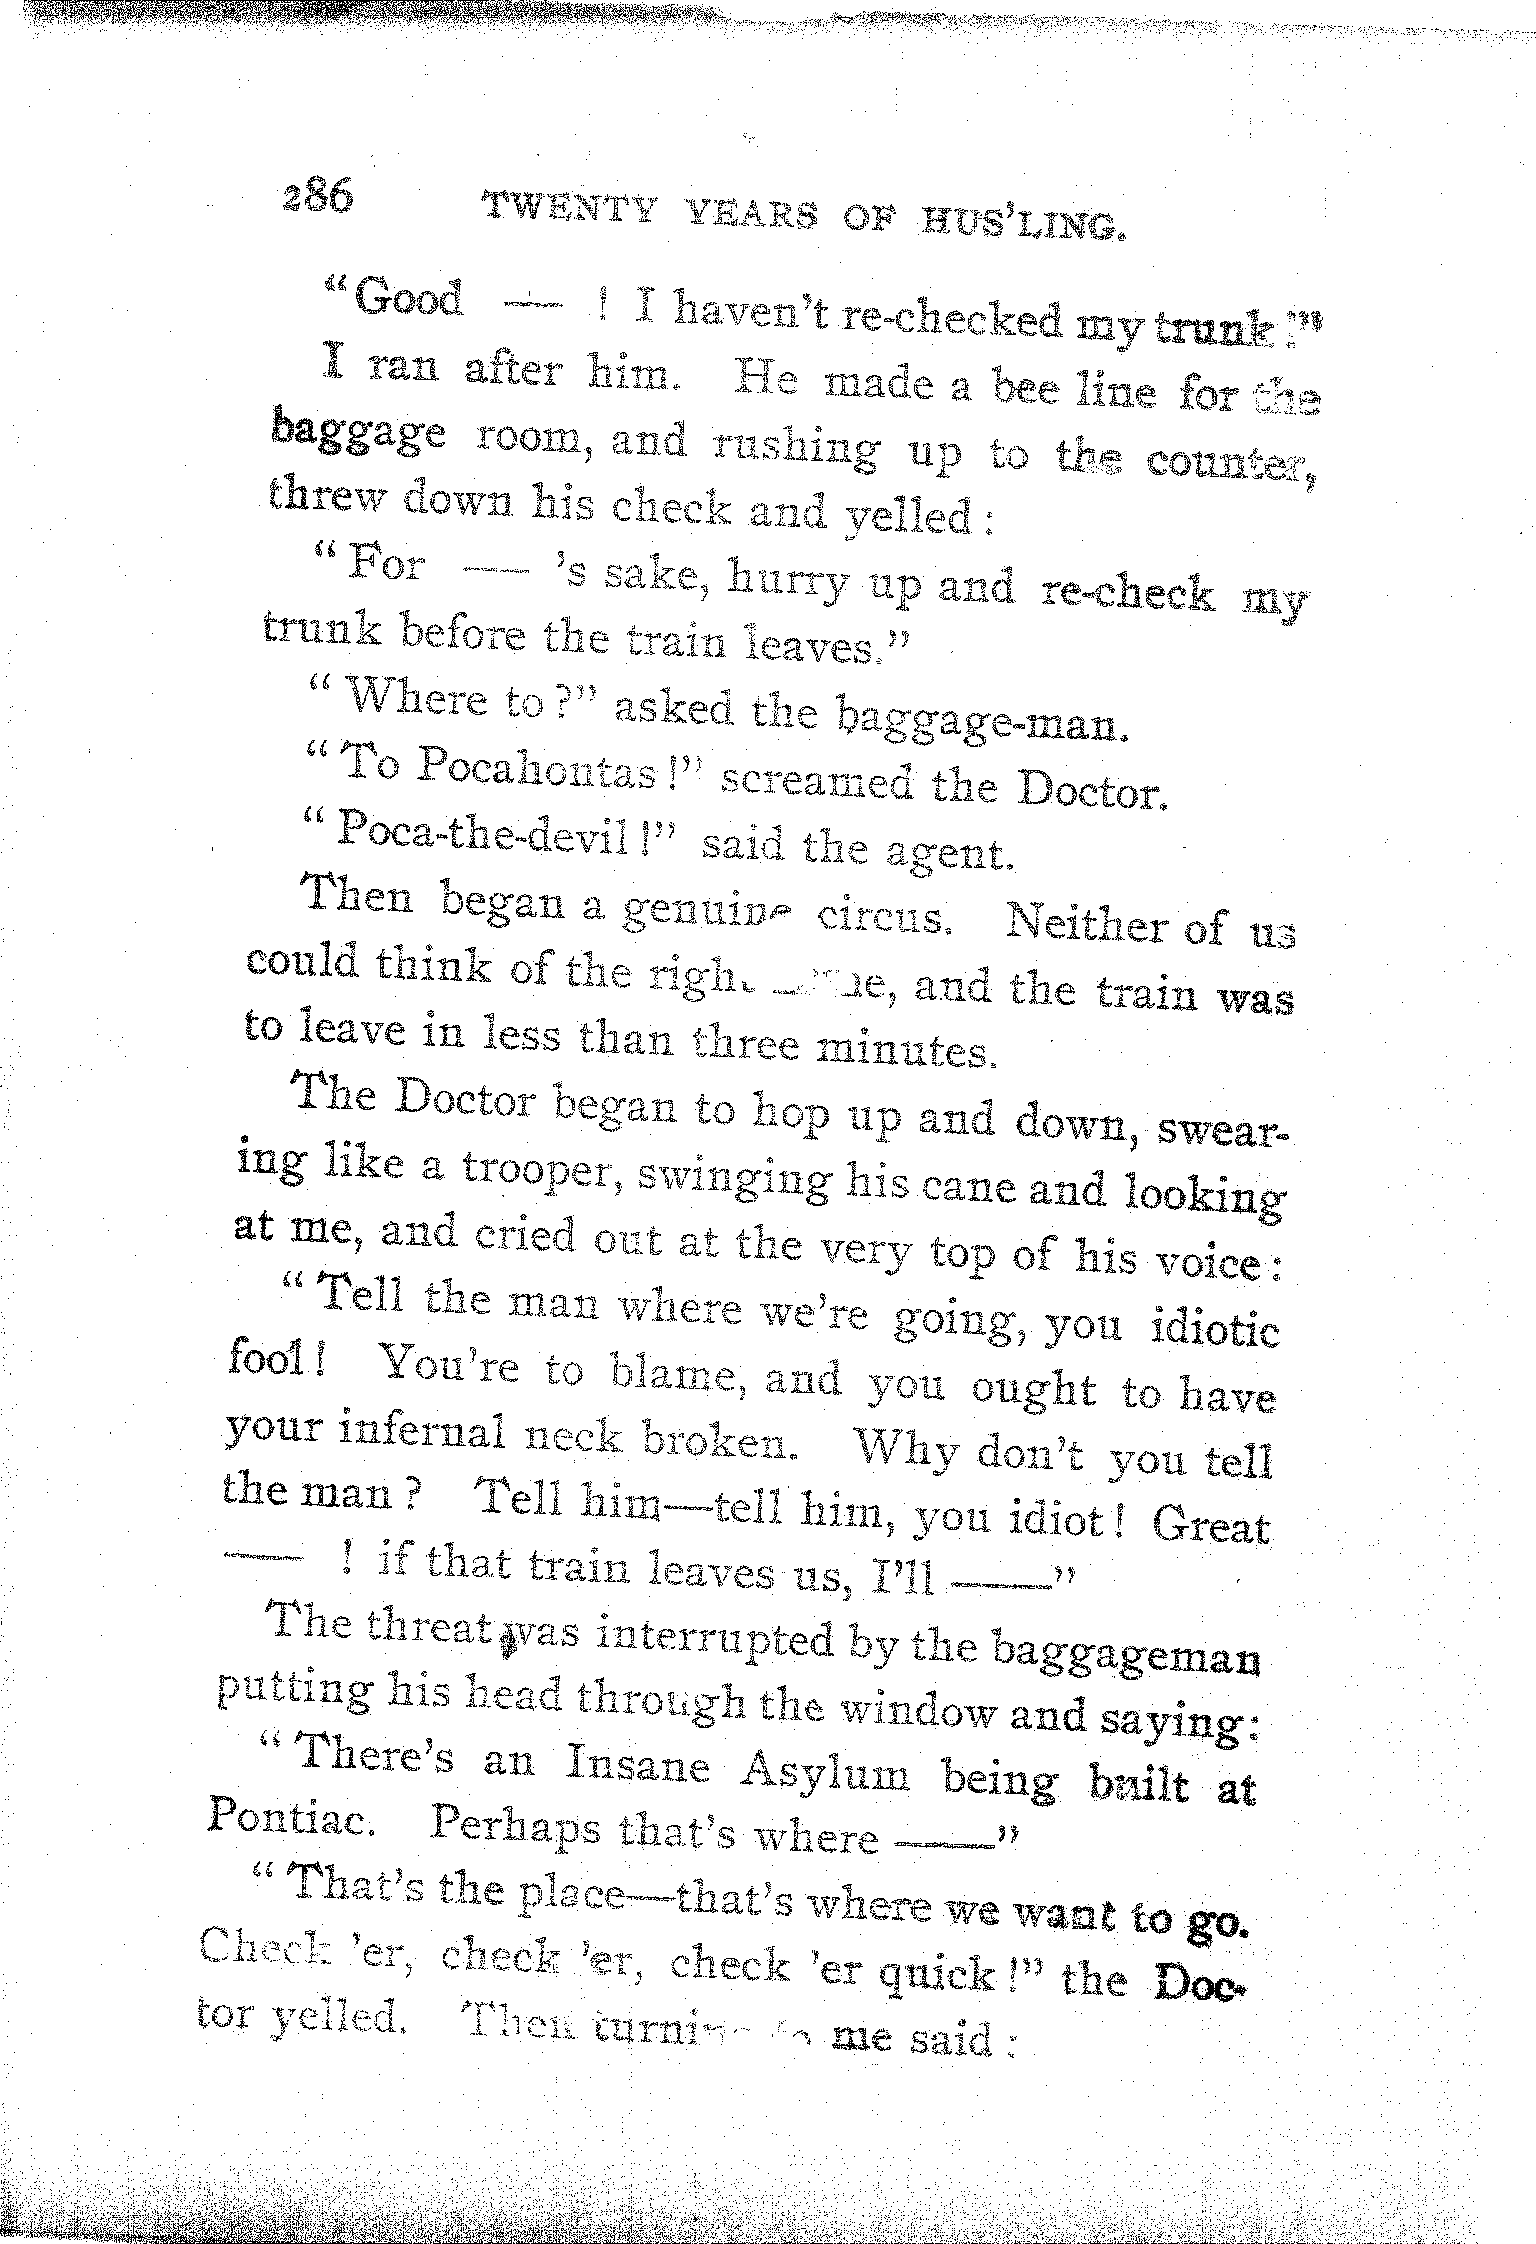 286 TWENTY YEARS OF HUS'LING.
"Good — ! I haven't re-checked my trunk!"
I ran after him. He made a bee line for the
baggage room, and rushing up to the counter,
threw down his check and yelled :
"For —— 's sake, hurry up and re-check my
trunk before the train leaves."
"Where to?" asked the baggage-man.
"To Pocahontas!" screamed the Doctor.
"Poca-the-devil!" said the agent.
Then began a genuine circus. Neither of us
could think of the right and the train was
to leave in less than three minutes.
The Doctor began to hop up and down, swear-
ing like a trooper, swinging his cane and looking
at me, and cried out at the very top of his voice:
"Tell the man where we're going, you idiotic
fool! You're to blame, and you ought to have
your infernal neck broken. Why don't you tell
the man? Tell him—tell him, you idiot! Great
—— ! if that train leaves us, I'll ——"
The threat was interrupted by the baggageman
putting his head through the window and saying:
"There's an Insane Asylum being built at
Pontiac. Perhaps that's where ——"
"That's the place—that's where we want to go.
Check 'er, check 'er, check 'er quick!" the Doc-
tor yelled. Then turning to me said :